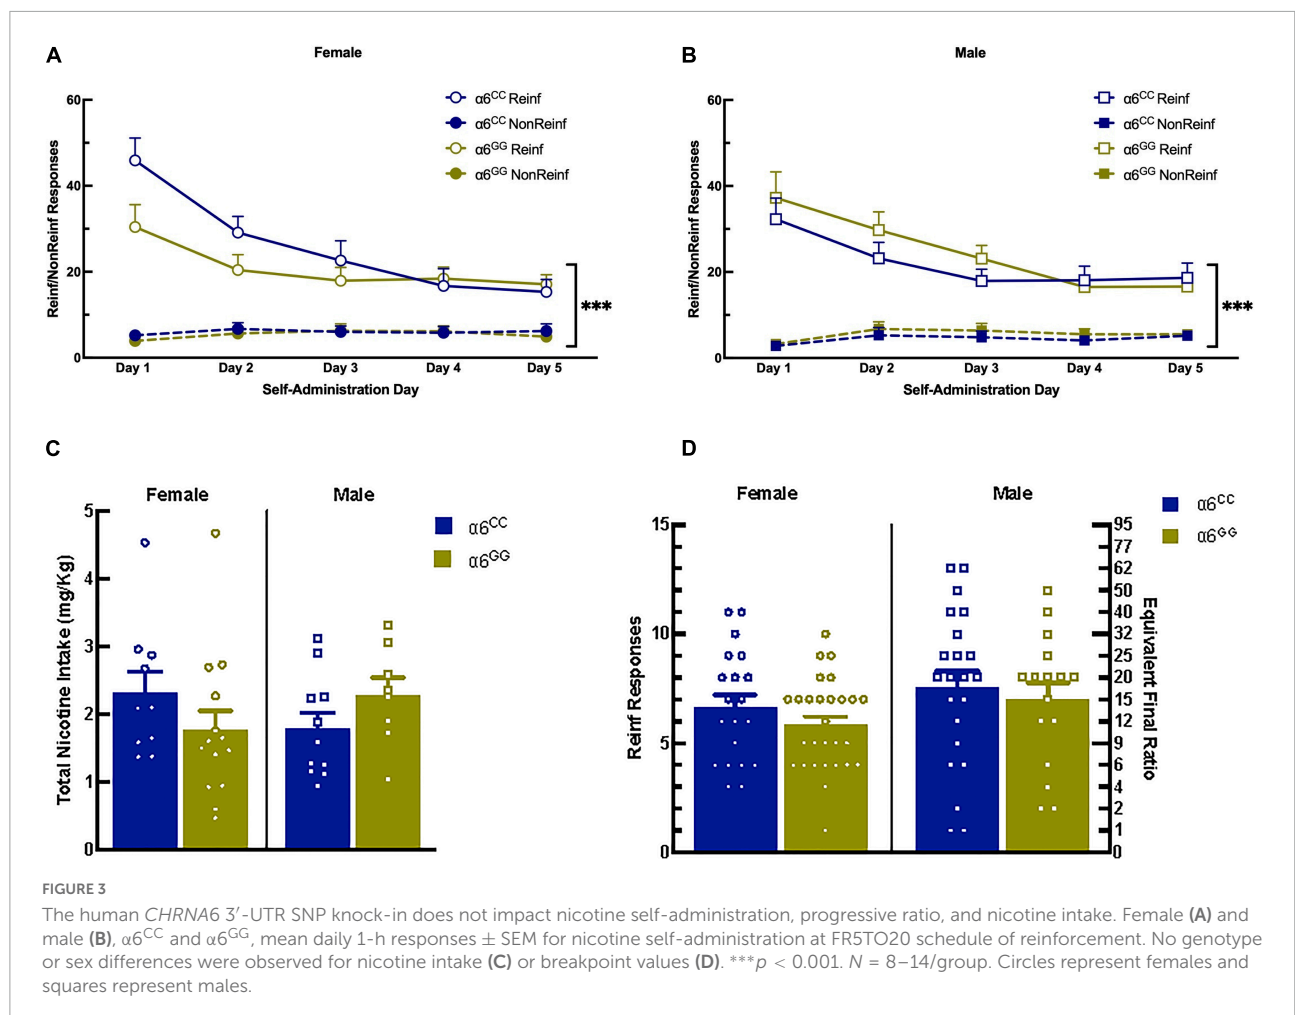 A
Female
α6CC Reinf
α6CC NonReinf
α6GG Reinf
α6GG NonReinf
Reinf/NonReinf Responses
60
40
20
0
***
Day 1 Day 2 Day 3 Day 4 Day 5
Self-Administration Day
B
Male
α6CC Reinf
α6CC NonReinf
α6GG Reinf
α6GG NonReinf
Reinf/NonReinf Responses
60
40
20
0
***
Day 1 Day 2 Day 3 Day 4 Day 5
Self-Administration Day
C
Female Male
α6CC
α6GG
Total Nicotine Intake (mg/Kg)
5
4
3
2
1
0
D
Female Male
α6CC
α6GG
Reinf Responses
15
10
5
0
95
77
62
50
40
32
25
20
15
12
9
6
4
2
1
0
Equivalent Final Ratio
FIGURE 3
The human CHRNA6 3′-UTR SNP knock-in does not impact nicotine self-administration, progressive ratio, and nicotine intake. Female (A) and
male (B), α6CC and α6GG, mean daily 1-h responses ± SEM for nicotine self-administration at FR5TO20 schedule of reinforcement. No genotype
or sex differences were observed for nicotine intake (C) or breakpoint values (D). ***p < 0.001. N = 8–14/group. Circles represent females and
squares represent males.